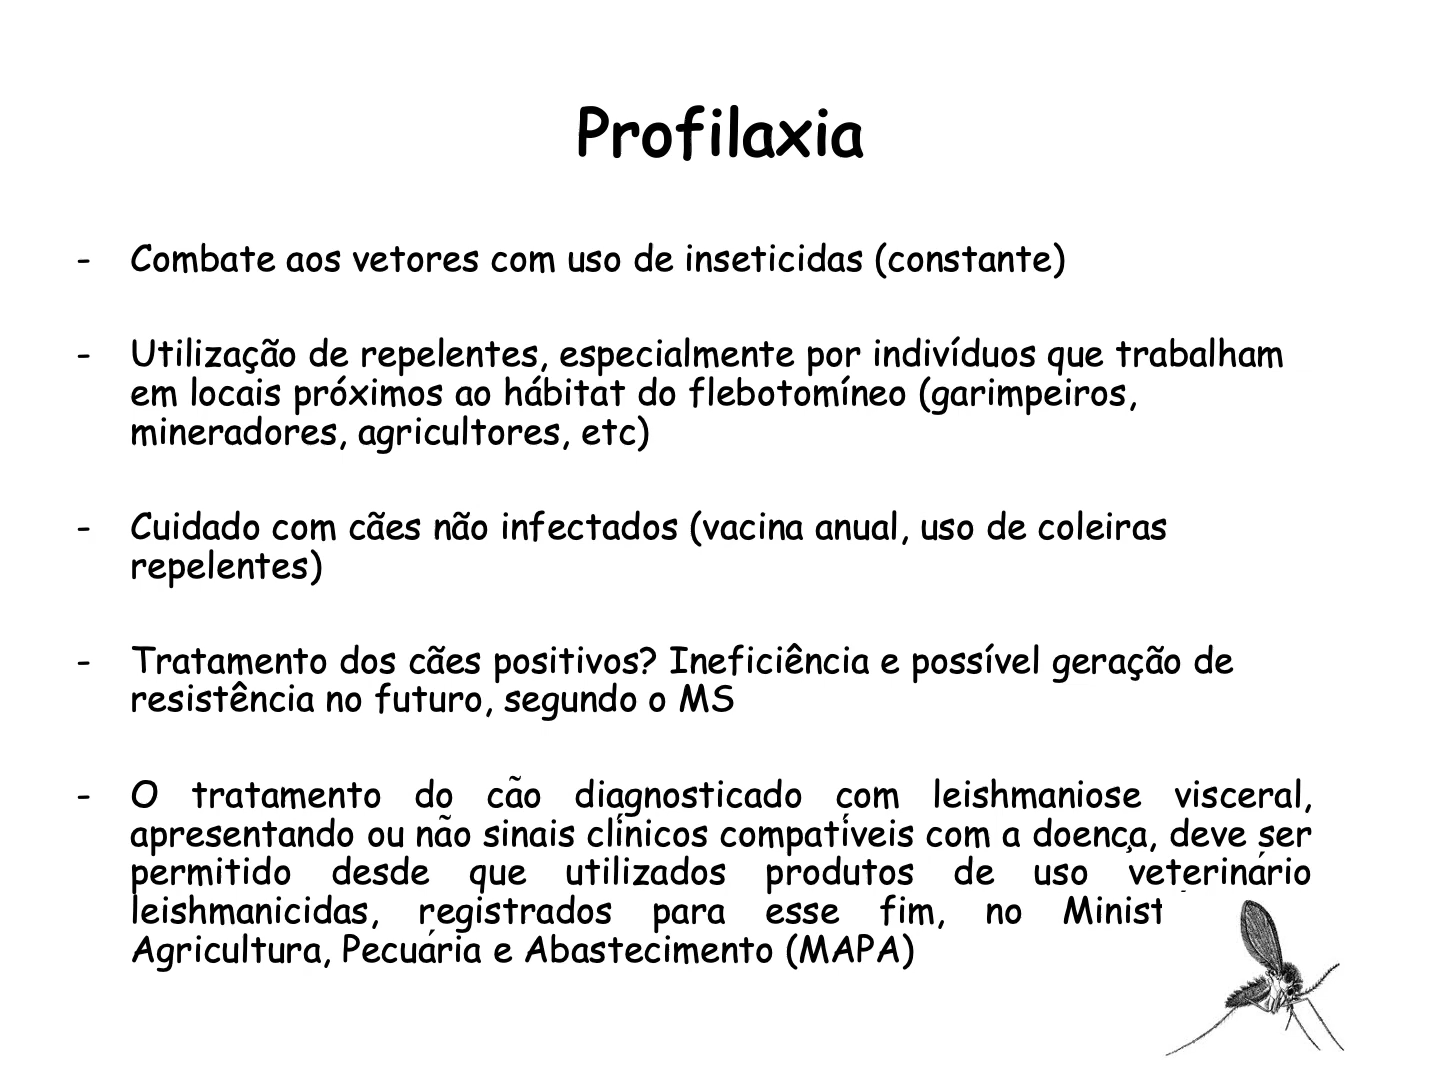 Profilaxia
- Combate aos vetores com uso de inseticidas (constante)
- Utilização de repelentes, especialmente por indivíduos que trabalham
em locais próximos ao hábitat do flebotomíneo (garimpeiros,
mineradores, agricultores, etc)
- Cuidado com cães não infectados (vacina anual, uso de coleiras
repelentes)
- Tratamento dos cães positivos? Ineficiência e possível geração de
resistência no futuro, segundo o MS
- O tratamento do cão diagnosticado com leishmaniose visceral,
apresentando ou não sinais clínicos compatíveis com a doença, deve ser
permitido desde que utilizados produtos de uso veterinário
leishmanicidas, registrados para esse fim, no
Agricultura, Pecuária e Abastecimento (MAPA)